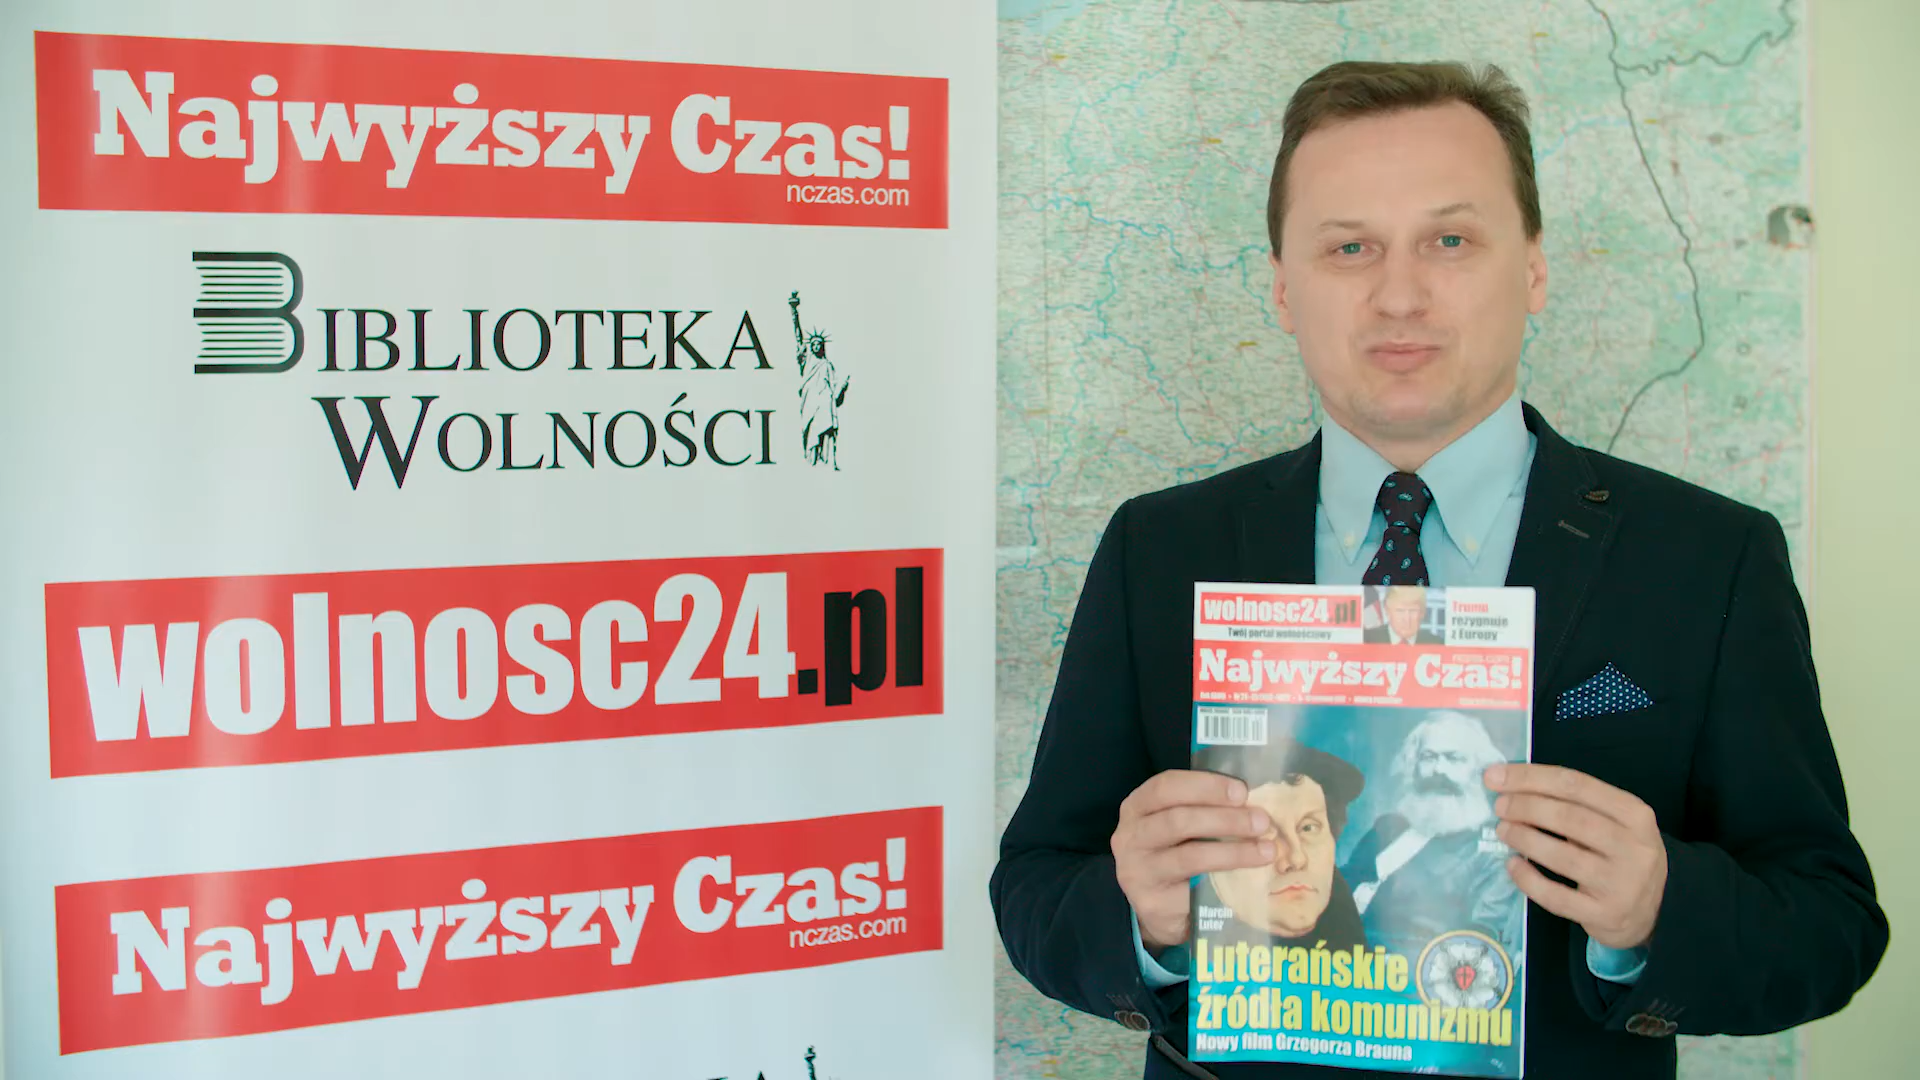 Najwyższy Czas!
nczas.com
BIBLIOTEKA
WOLNOŚCI
wolnosc24.pl
Najwyższy Czas!
nczas.com
wolnosc24.pl
Twój portal wolnościowy
Trump
rezygnuje
z Europy
Najwyższy Czas!
Marcin
Luter
Luterańskie
źródła komunizmu
Nowy film Grzegorza Brauna